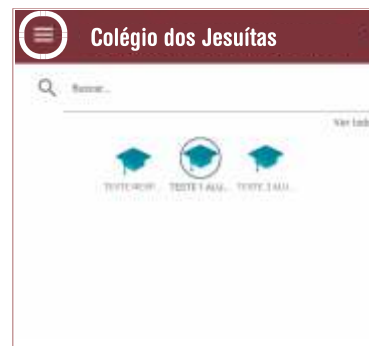 Colégio dos Jesuítas
Buscar...
Ver tod
TESTE RESP... TESTE 1 ALU... TESTE 2 ALU...